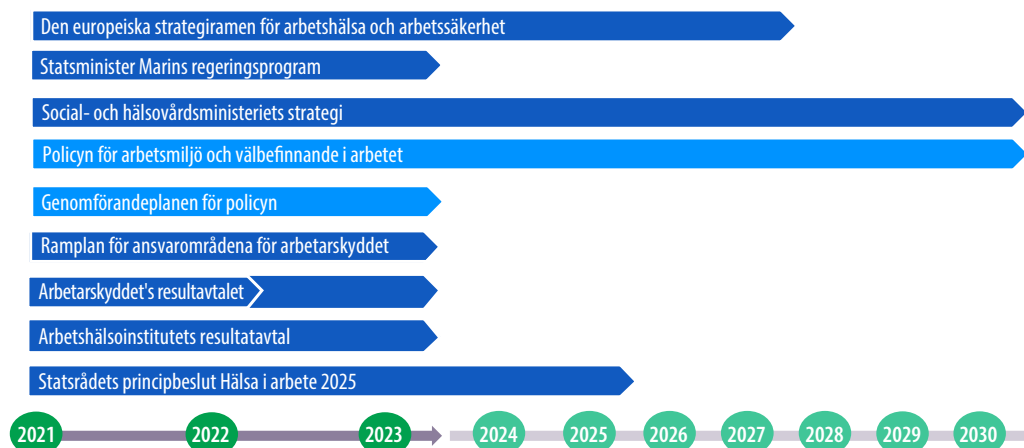 Den europeiska strategiramen för arbetshälsa och arbetssäkerhet
Statsminister Marins regeringsprogram
Social- och hälsovårdsministeriets strategi
Policyn för arbetsmiljö och välbefinnande i arbetet
Genomförandeplanen för policyn
Ramplan för ansvarområdena för arbetarskyddet
Arbetarskyddet's resultavtalet
Arbetshälsoinstitutets resultatavtal
Statsrådets principbeslut Hälsa i arbete 2025
2021 2022 2023 2024 2025 2026 2027 2028 2029 2030